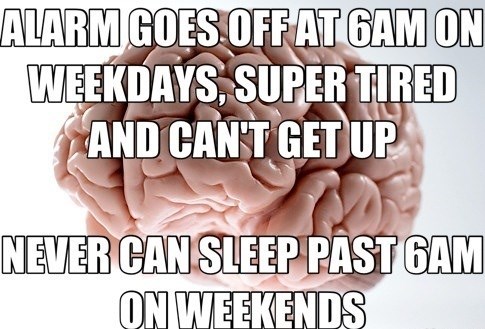 ALARM GOES OFF AT 6AM ON
WEEKDAYS, SUPER TIRED
AND CAN'T GET UP
NEVER CAN SLEEP PAST 6AM
ON WEEKENDS